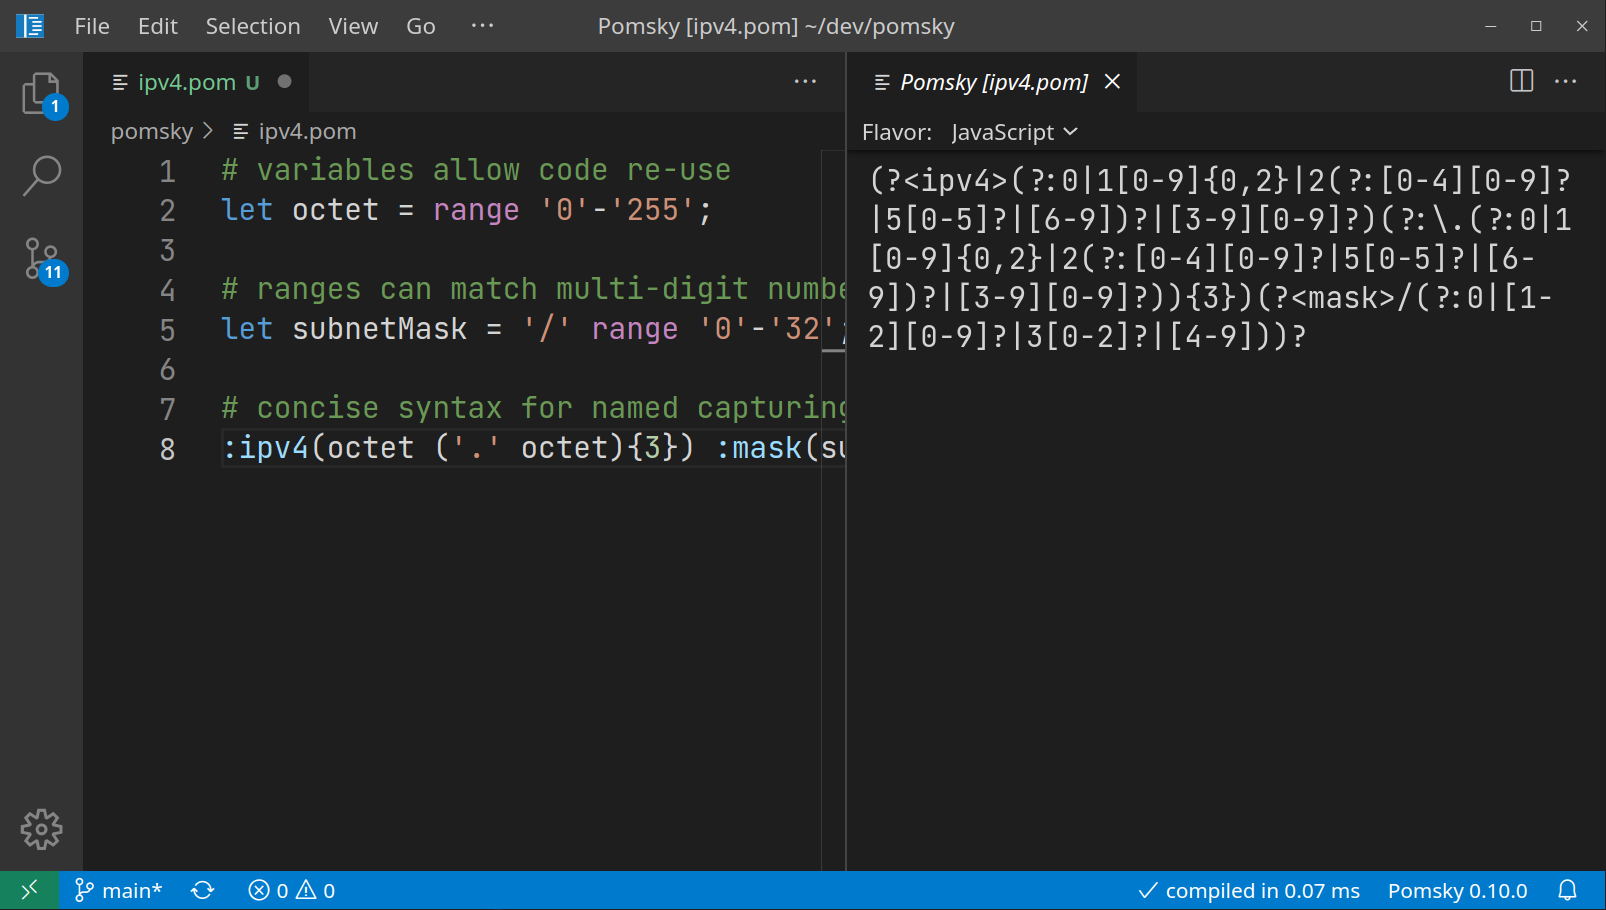 File Edit Selection View Go ··· Pomsky [ipv4.pom] ~/dev/pomsky
ipv4.pom U
Pomsky [ipv4.pom]
1
11
pomsky > ipv4.pom
1 # variables allow code re-use
2 let octet = range '0'-'255';
3
4 # ranges can match multi-digit
5 let subnetMask = '/' range '0'-'32';
6
7 # concise syntax for named capturing
8 :ipv4(octet ('.' octet){3}) :mask(
Flavor: JavaScript
(?<ipv4>(?:0|1[0-9]{0,2}|2(?:[0-4][0-9]?
|5[0-5]?|[6-9])?|[3-9][0-9]?)(?:\.(?:0|1
[0-9]{0,2}|2(?:[0-4][0-9]?|5[0-5]?|[6-
9])?|[3-9][0-9]?)){3})(?<mask>/(?:0|[1-
2][0-9]?|3[0-2]?|[4-9]))?
main* 0 0
compiled in 0.07 ms Pomsky 0.10.0